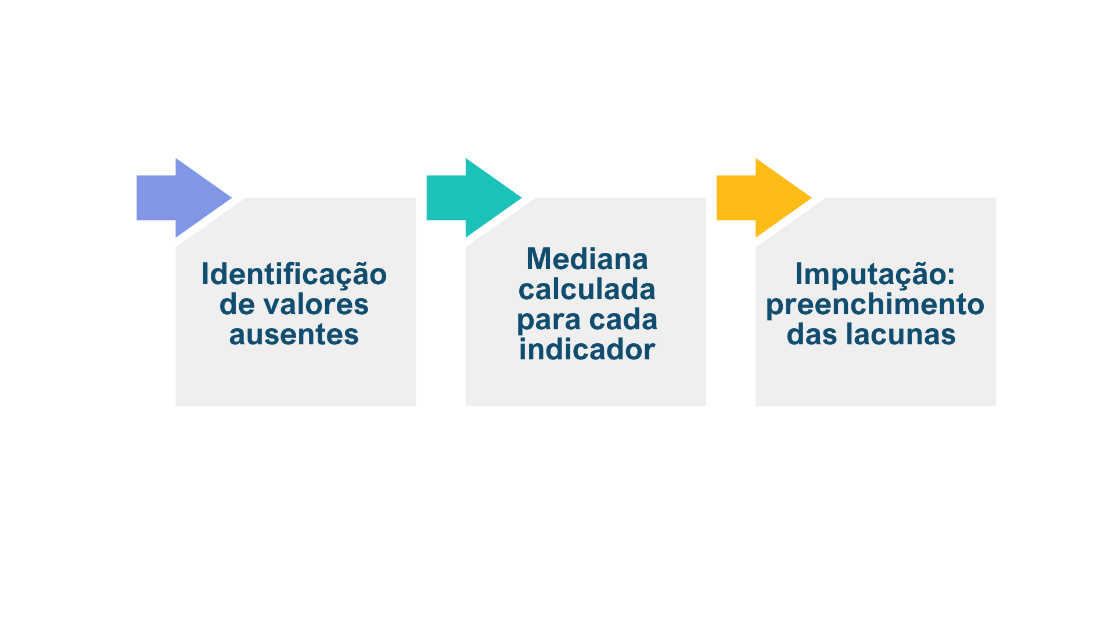 Identificação
de valores
ausentes
Mediana
calculada
para cada
indicador
Imputação:
preenchimento
das lacunas